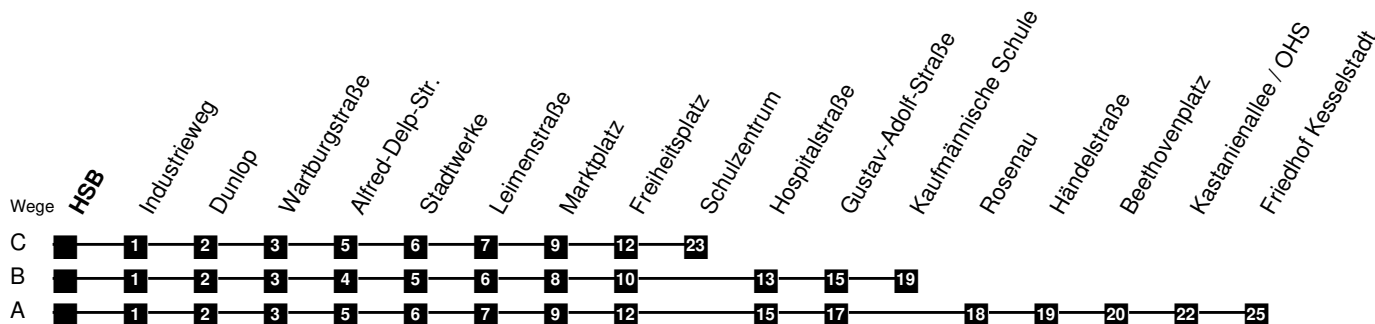 Wege HSB Industrieweg Dunlop Wartburgstraße Alfred-Delp-Str. Stadtwerke Leimenstraße Marktplatz Freiheitsplatz Schulzentrum Hospitalstraße Gustav-Adolf-Straße Kaufmännische Schule Rosenau Händelstraße Beethovenplatz Kastanienallee / OHS Friedhof Kesselstadt
C 1 2 3 5 6 7 9 12 23
B 1 2 3 4 5 6 8 10 13 15 19
A 1 2 3 5 6 7 9 12 15 17 18 19 20 22 25